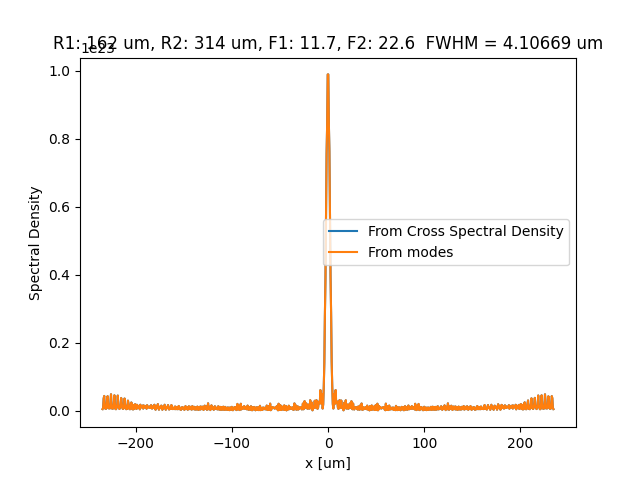 R1: 162 um, R2: 314 um, F1: 11.7, F2: 22.6  FWHM = 4.10669 um
1e23
1.0
0.8
0.6
0.4
0.2
0.0
Spectral Density
From Cross Spectral Density
From modes
−200
−100
0
100
200
x [um]